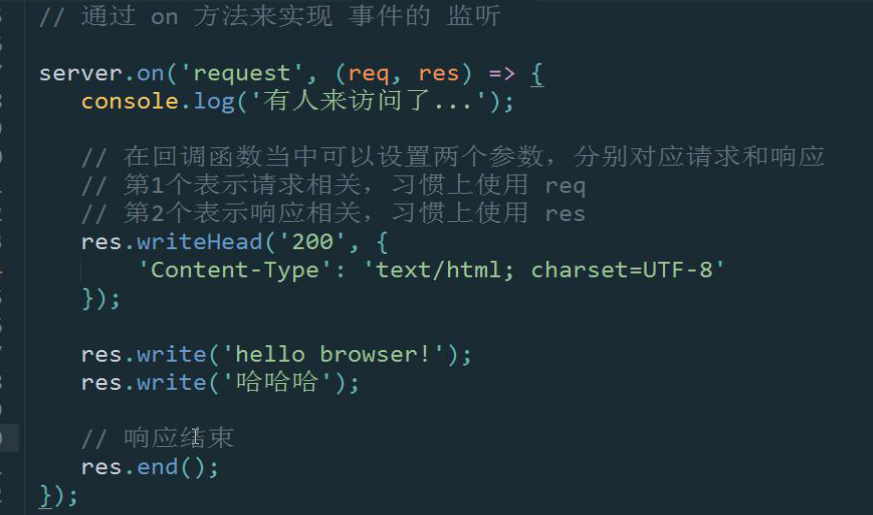 // 通过 on 方法来实现 事件的 监听
server.on('request', (req, res) => {
console.log('有人来访问了...');
// 在回调函数当中可以设置两个参数，分别对应请求和响应
// 第1个表示请求相关，习惯上使用 req
// 第2个表示响应相关，习惯上使用 res
res.writeHead('200', {
'Content-Type': 'text/html; charset=UTF-8'
});
res.write('hello browser!');
res.write('哈哈哈');
// 响应结束
res.end();
});